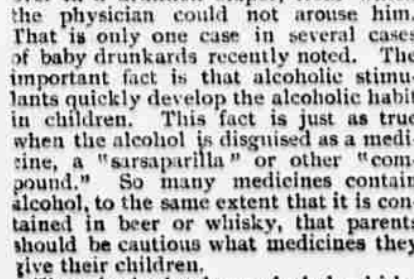 the physician could not arouse him.
That is only one case in several cases
of baby drunkards recently noted. The
important fact is that alcoholic stimu-
lants quickly develop the alcoholic habit
in children. This fact is just as true
when the alcohol is disguised as a medi-
cine, a "sarsaparilla" or other "com-
pound." So many medicines contain
alcohol, to the same extent that it is con-
tained in beer or whisky, that parents
should be cautious what medicines they
give their children.